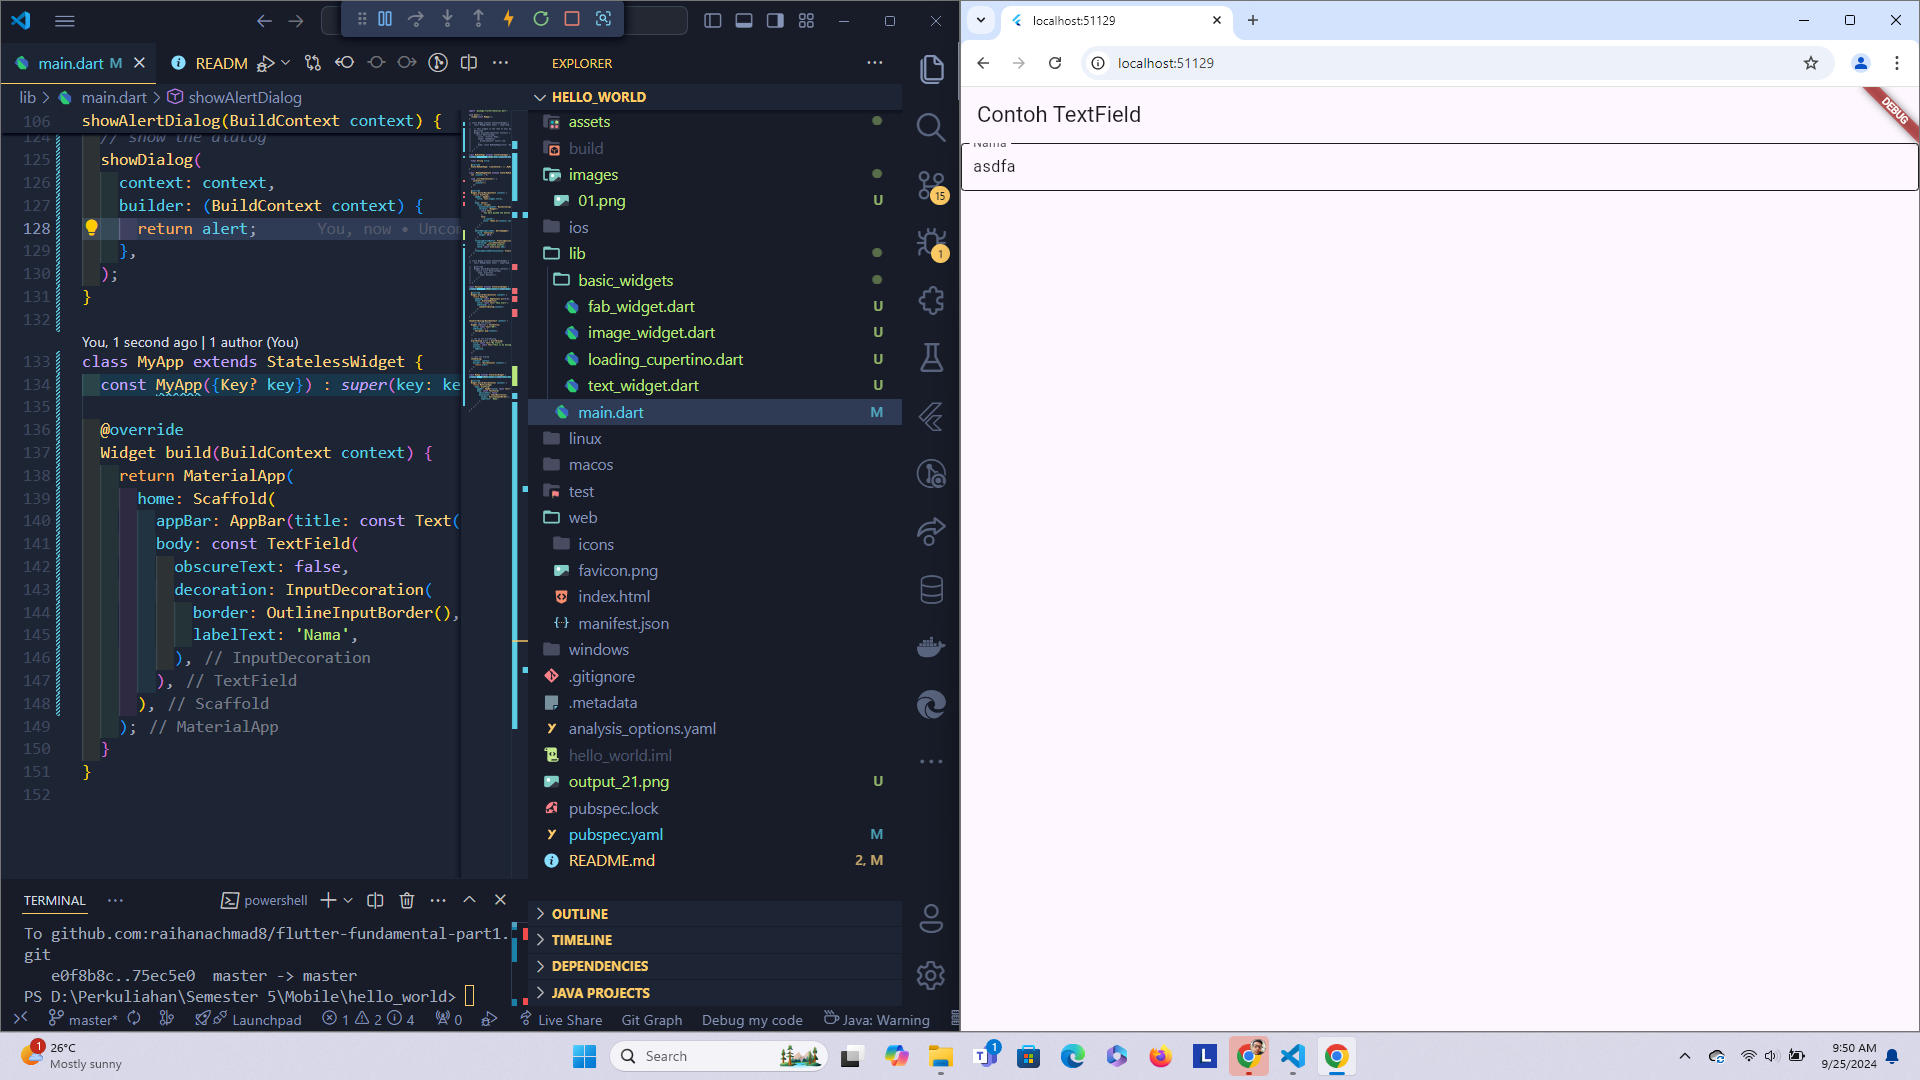 main.dart M
READM
lib > main.dart > showAlertDialog
106 showAlertDialog(BuildContext context) {
124 // show the dialog
125 showDialog(
126 context: context,
127 builder: (BuildContext context) {
128 return alert; You, now • Uncom
129 },
130 );
131 }
132
You, 1 second ago | 1 author (You)
133 class MyApp extends StatelessWidget {
134 const MyApp({Key? key}) : super(key: ke
135
136 @override
137 Widget build(BuildContext context) {
138 return MaterialApp(
139 home: Scaffold(
140 appBar: AppBar(title: const Text(
141 body: const TextField(
142 obscureText: false,
143 decoration: InputDecoration(
144 border: OutlineInputBorder(),
145 labelText: 'Nama',
146 ), // InputDecoration
147 ), // TextField
148 ), // Scaffold
149 ); // MaterialApp
150 }
151 }
152
TERMINAL
powershell
To github.com:raihanachmad8/flutter-fundamental-part1.
git
e0f8b8c..75ec5e0 master -> master
PS D:\Perkuliahan\Semester 5\Mobile\hello_world>
EXPLORER
HELLO_WORLD
assets
build
images
01.png U
ios
lib
basic_widgets
fab_widget.dart U
image_widget.dart U
loading_cupertino.dart U
text_widget.dart U
main.dart M
linux
macos
test
web
icons
favicon.png
index.html
manifest.json
windows
.gitignore
.metadata
analysis_options.yaml
hello_world.iml
output_21.png U
pubspec.lock
pubspec.yaml M
README.md 2, M
OUTLINE
TIMELINE
DEPENDENCIES
JAVA PROJECTS
15
1
master* Launchpad 1 2 4 0 Live Share Git Graph Debug my code Java: Warning
localhost:51129
localhost:51129
Contoh TextField
DEBUG
Nama
asdfa
1
26°C
Mostly sunny
Search
1
L
9:50 AM
9/25/2024